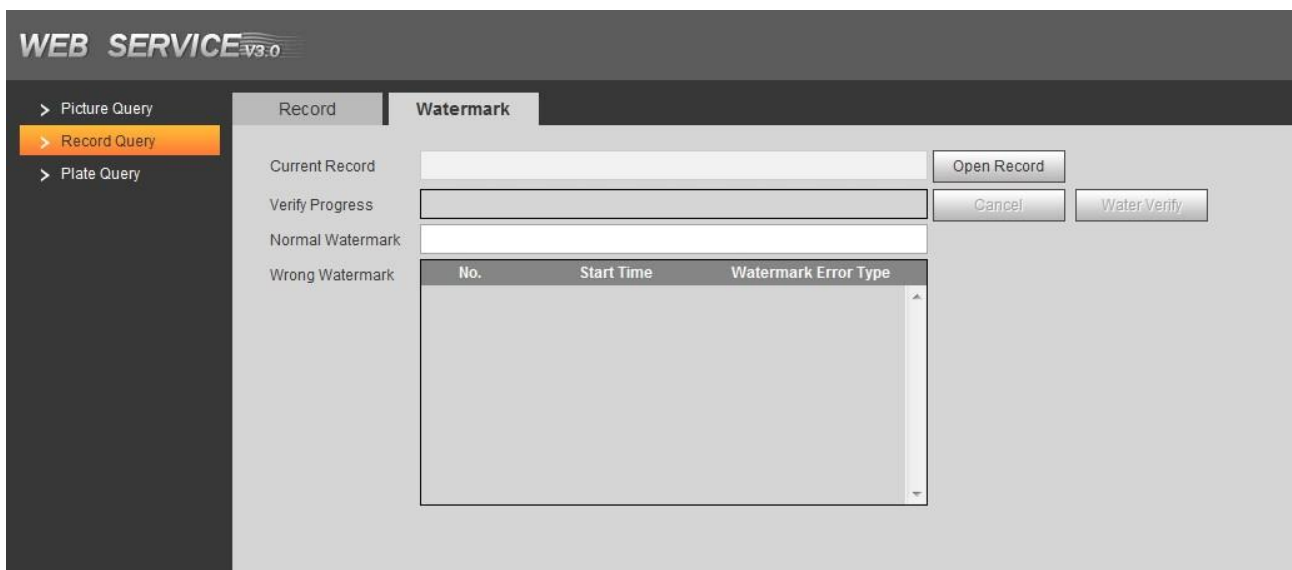 WEB SERVICE V3.0
> Picture Query
> Record Query
> Plate Query
Record
Watermark
Current Record
Open Record
Verify Progress
Cancel
Water Verify
Normal Watermark
Wrong Watermark
No.
Start Time
Watermark Error Type